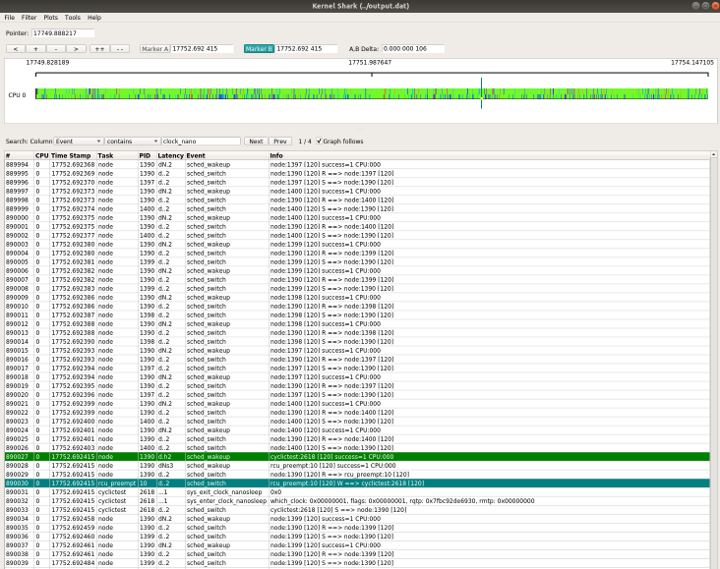 Kernel Shark (../output.dat)
File Filter Plots Tools Help
Pointer: 17749.888217
< + - > ++ -- Marker A 17752.692 415 Marker B 17752.692 415 A,B Delta: 0.000 000 106
17749.828189 17751.987647 17754.147105
CPU 0
Search: Column Event contains clock_nano Next Prev 1 / 4 Graph follows
# CPU Time Stamp Task PID Latency Event Info
889994 0 17752.692368 node 1390 dN.2 sched_wakeup node:1397 [120] success=1 CPU:000
889995 0 17752.692369 node 1390 d..2 sched_switch node:1390 [120] R ==> node:1397 [120]
889996 0 17752.692370 node 1397 d..2 sched_switch node:1397 [120] S ==> node:1390 [120]
889997 0 17752.692373 node 1390 dN.2 sched_wakeup node:1400 [120] success=1 CPU:000
889998 0 17752.692373 node 1390 d..2 sched_switch node:1390 [120] R ==> node:1400 [120]
889999 0 17752.692374 node 1400 d..2 sched_switch node:1400 [120] S ==> node:1390 [120]
890000 0 17752.692375 node 1390 dN.2 sched_wakeup node:1400 [120] success=1 CPU:000
890001 0 17752.692375 node 1390 d..2 sched_switch node:1390 [120] R ==> node:1400 [120]
890002 0 17752.692377 node 1400 d..2 sched_switch node:1400 [120] S ==> node:1390 [120]
890003 0 17752.692380 node 1390 dN.2 sched_wakeup node:1399 [120] success=1 CPU:000
890004 0 17752.692380 node 1390 d..2 sched_switch node:1390 [120] R ==> node:1399 [120]
890005 0 17752.692381 node 1399 d..2 sched_switch node:1399 [120] S ==> node:1390 [120]
890006 0 17752.692382 node 1390 dN.2 sched_wakeup node:1399 [120] success=1 CPU:000
890007 0 17752.692382 node 1390 d..2 sched_switch node:1390 [120] R ==> node:1399 [120]
890008 0 17752.692383 node 1399 d..2 sched_switch node:1399 [120] S ==> node:1390 [120]
890009 0 17752.692386 node 1390 dN.2 sched_wakeup node:1398 [120] success=1 CPU:000
890010 0 17752.692386 node 1390 d..2 sched_switch node:1390 [120] R ==> node:1398 [120]
890011 0 17752.692387 node 1398 d..2 sched_switch node:1398 [120] S ==> node:1390 [120]
890012 0 17752.692388 node 1390 dN.2 sched_wakeup node:1398 [120] success=1 CPU:000
890013 0 17752.692388 node 1390 d..2 sched_switch node:1390 [120] R ==> node:1398 [120]
890014 0 17752.692390 node 1398 d..2 sched_switch node:1398 [120] S ==> node:1390 [120]
890015 0 17752.692393 node 1390 dN.2 sched_wakeup node:1397 [120] success=1 CPU:000
890016 0 17752.692393 node 1390 d..2 sched_switch node:1390 [120] R ==> node:1397 [120]
890017 0 17752.692394 node 1397 d..2 sched_switch node:1397 [120] S ==> node:1390 [120]
890018 0 17752.692394 node 1390 dN.2 sched_wakeup node:1397 [120] success=1 CPU:000
890019 0 17752.692395 node 1390 d..2 sched_switch node:1390 [120] R ==> node:1397 [120]
890020 0 17752.692396 node 1397 d..2 sched_switch node:1397 [120] S ==> node:1390 [120]
890021 0 17752.692399 node 1390 dN.2 sched_wakeup node:1400 [120] success=1 CPU:000
890022 0 17752.692399 node 1390 d..2 sched_switch node:1390 [120] R ==> node:1400 [120]
890023 0 17752.692400 node 1400 d..2 sched_switch node:1400 [120] S ==> node:1390 [120]
890024 0 17752.692401 node 1390 dN.2 sched_wakeup node:1400 [120] success=1 CPU:000
890025 0 17752.692401 node 1390 d..2 sched_switch node:1390 [120] R ==> node:1400 [120]
890026 0 17752.692403 node 1400 d..2 sched_switch node:1400 [120] S ==> node:1390 [120]
890027 0 17752.692415 node 1390 d.h2 sched_wakeup cyclictest:2618 [120] success=1 CPU:000
890028 0 17752.692415 node 1390 dNs3 sched_wakeup rcu_preempt:10 [120] success=1 CPU:000
890029 0 17752.692415 node 1390 d..2 sched_switch node:1390 [120] R ==> rcu_preempt:10 [120]
890030 0 17752.692415 rcu_preempt 10 d..2 sched_switch rcu_preempt:10 [120] W ==> cyclictest:2618 [120]
890031 0 17752.692415 cyclictest 2618 ...1 sys_exit_clock_nanosleep 0x0
890032 0 17752.692415 cyclictest 2618 ...1 sys_enter_clock_nanosleep which_clock: 0x00000001, flags: 0x00000001, rqtp: 0x7fbc92de6930, rmtp: 0x00000000
890033 0 17752.692415 cyclictest 2618 d..2 sched_switch cyclictest:2618 [120] S ==> node:1390 [120]
890034 0 17752.692458 node 1390 dN.2 sched_wakeup node:1399 [120] success=1 CPU:000
890035 0 17752.692459 node 1390 d..2 sched_switch node:1390 [120] R ==> node:1399 [120]
890036 0 17752.692460 node 1399 d..2 sched_switch node:1399 [120] S ==> node:1390 [120]
890037 0 17752.692461 node 1390 dN.2 sched_wakeup node:1399 [120] success=1 CPU:000
890038 0 17752.692461 node 1390 d..2 sched_switch node:1390 [120] R ==> node:1399 [120]
890039 0 17752.692484 node 1399 d..2 sched_switch node:1399 [120] S ==> node:1390 [120]